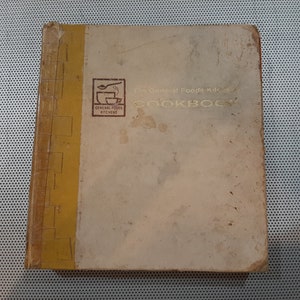 The General Foods Kitchens
COOKBOOK
GENERAL FOODS
KITCHENS